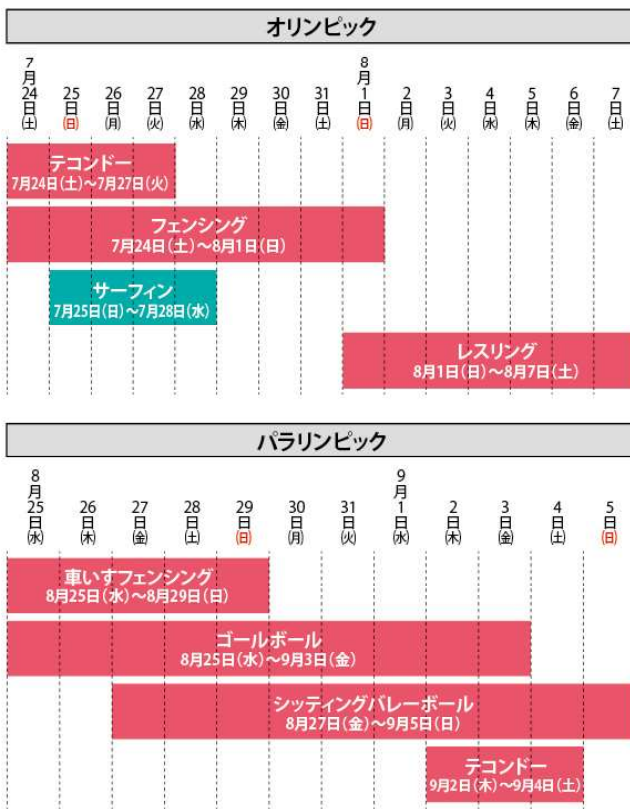 オリンピック
7月24日(土)
25日(日)
26日(月)
27日(火)
28日(水)
29日(木)
30日(金)
31日(土)
8月1日(日)
2日(月)
3日(火)
4日(水)
5日(木)
6日(金)
7日(土)
テコンドー
7月24日(土)～7月27日(火)
フェンシング
7月24日(土)～8月1日(日)
サーフィン
7月25日(日)～7月28日(水)
レスリング
8月1日(日)～8月7日(土)
パラリンピック
8月25日(水)
26日(木)
27日(金)
28日(土)
29日(日)
30日(月)
31日(火)
9月1日(水)
2日(木)
3日(金)
4日(土)
5日(日)
車いすフェンシング
8月25日(水)～8月29日(日)
ゴールボール
8月25日(水)～9月3日(金)
シッティングバレーボール
8月27日(金)～9月5日(日)
テコンドー
9月2日(木)～9月4日(土)